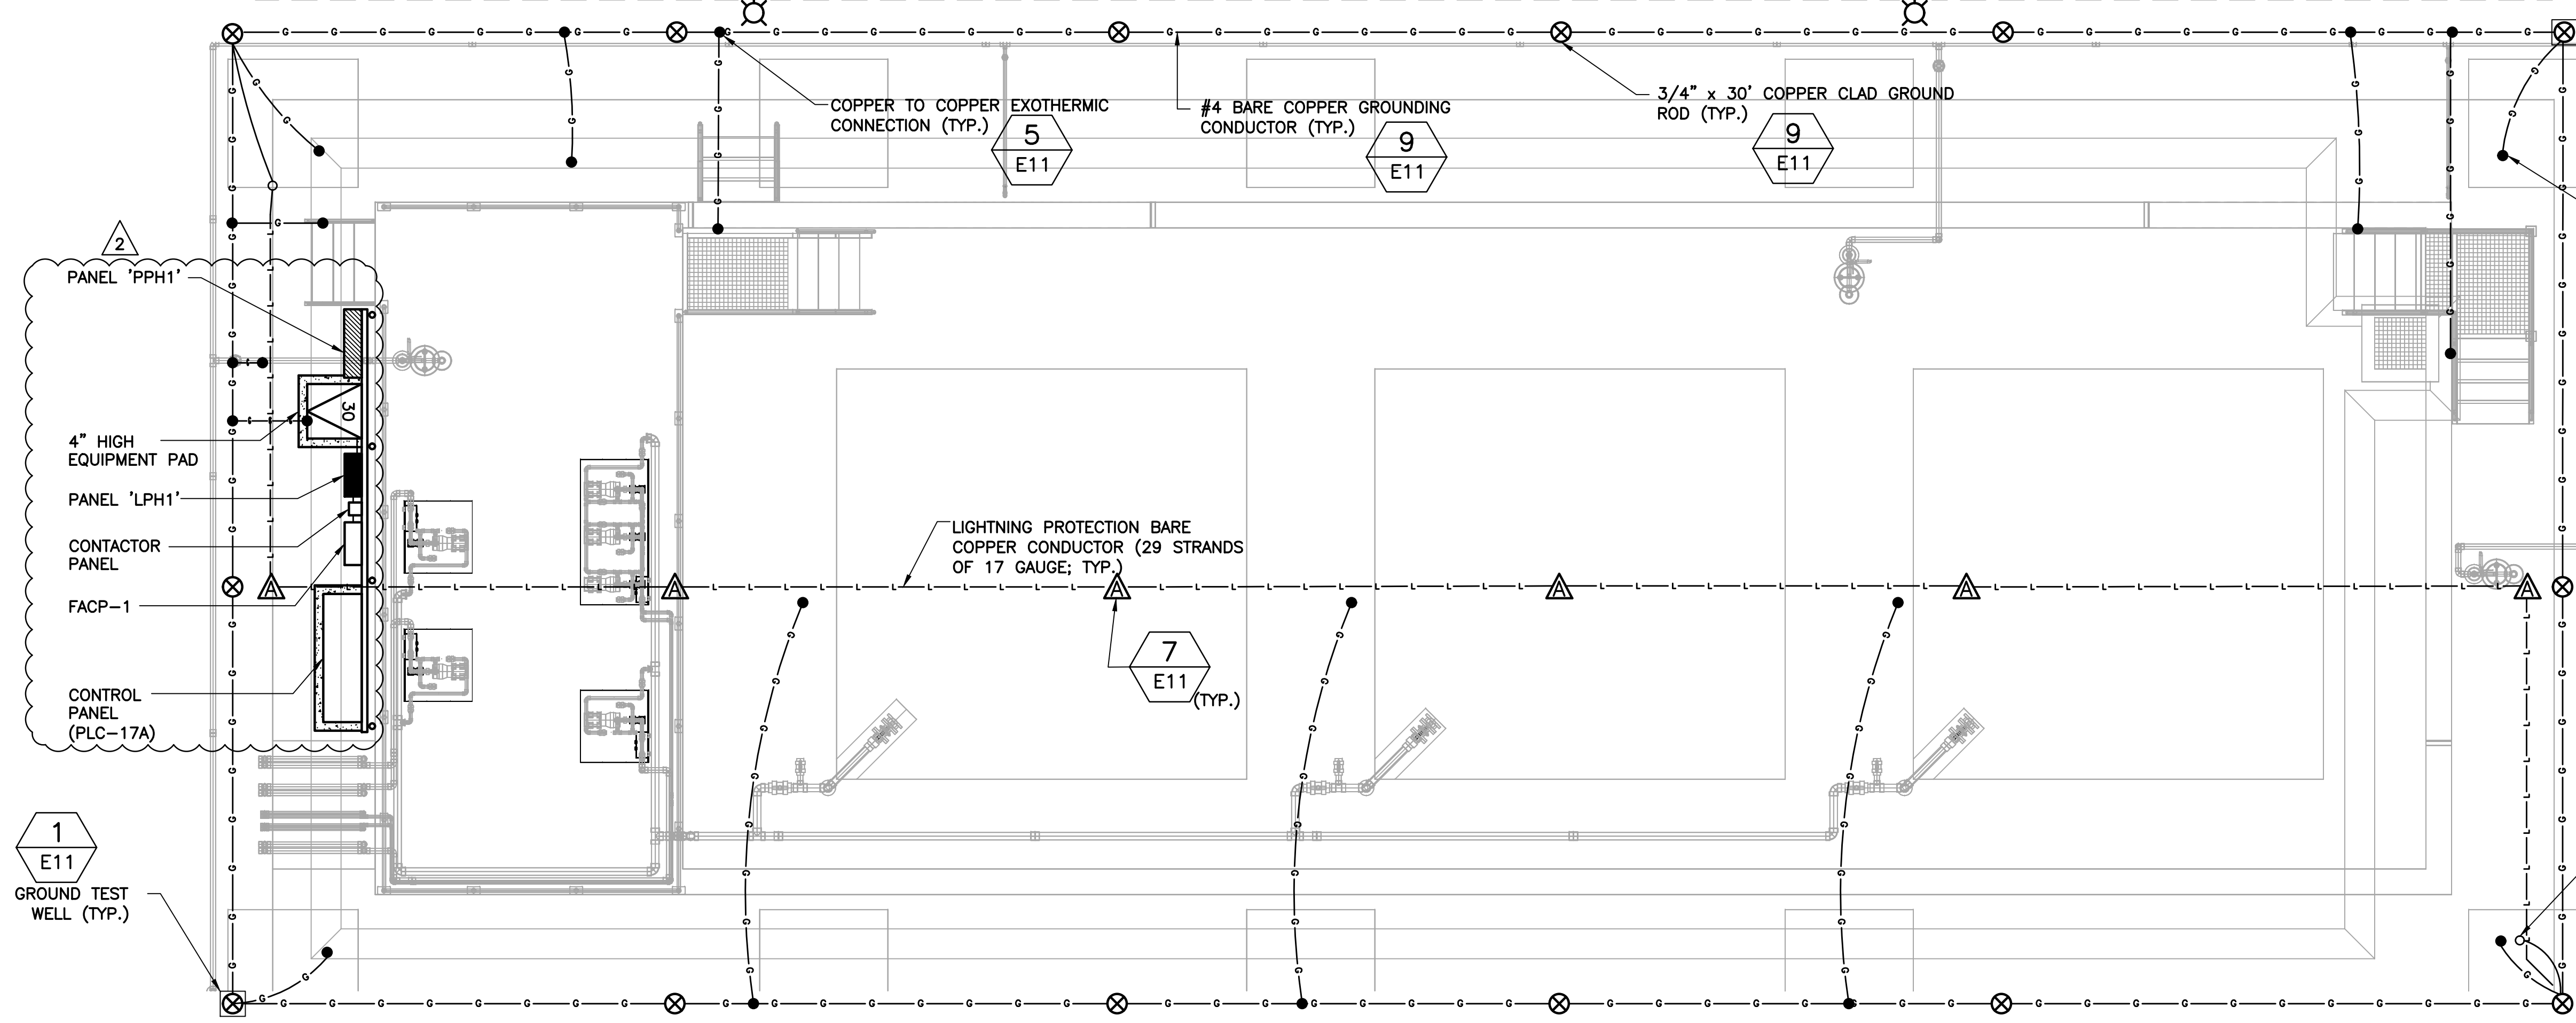 COPPER TO COPPER EXOTHERMIC
CONNECTION (TYP.)
5
E11
#4 BARE COPPER GROUNDING
CONDUCTOR (TYP.)
9
E11
3/4" x 30' COPPER CLAD GROUND
ROD (TYP.)
9
E11
2
PANEL 'PPH1'
30
4" HIGH
EQUIPMENT PAD
PANEL 'LPH1'
CONTACTOR
PANEL
FACP-1
CONTROL
PANEL
(PLC-17A)
LIGHTNING PROTECTION BARE
COPPER CONDUCTOR (29 STRANDS
OF 17 GAUGE; TYP.)
A A A A A A
7
E11
(TYP.)
1
E11
GROUND TEST
WELL (TYP.)